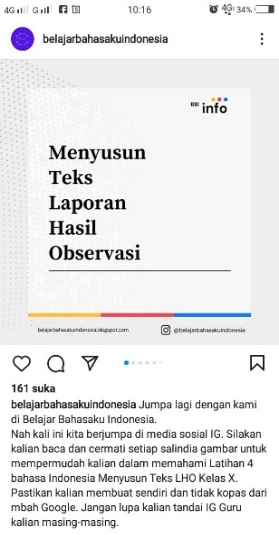 4G G 10:16 4G 34%
belajarbahasakuindonesia
BBI info
Menyusun
Teks
Laporan
Hasil
Observasi
belajarbahasakuindonesia.blogspot.com @belajarbahasakuindonesia
161 suka
belajarbahasakuindonesia Jumpa lagi dengan kami
di Belajar Bahasaku Indonesia.
Nah kali ini kita berjumpa di media sosial IG. Silakan
kalian baca dan cermati setiap salindia gambar untuk
mempermudah kalian dalam memahami Latihan 4
bahasa Indonesia Menyusun Teks LHO Kelas X.
Pastikan kalian membuat sendiri dan tidak kopas dari
mbah Google. Jangan lupa kalian tandai IG Guru
kalian masing-masing.